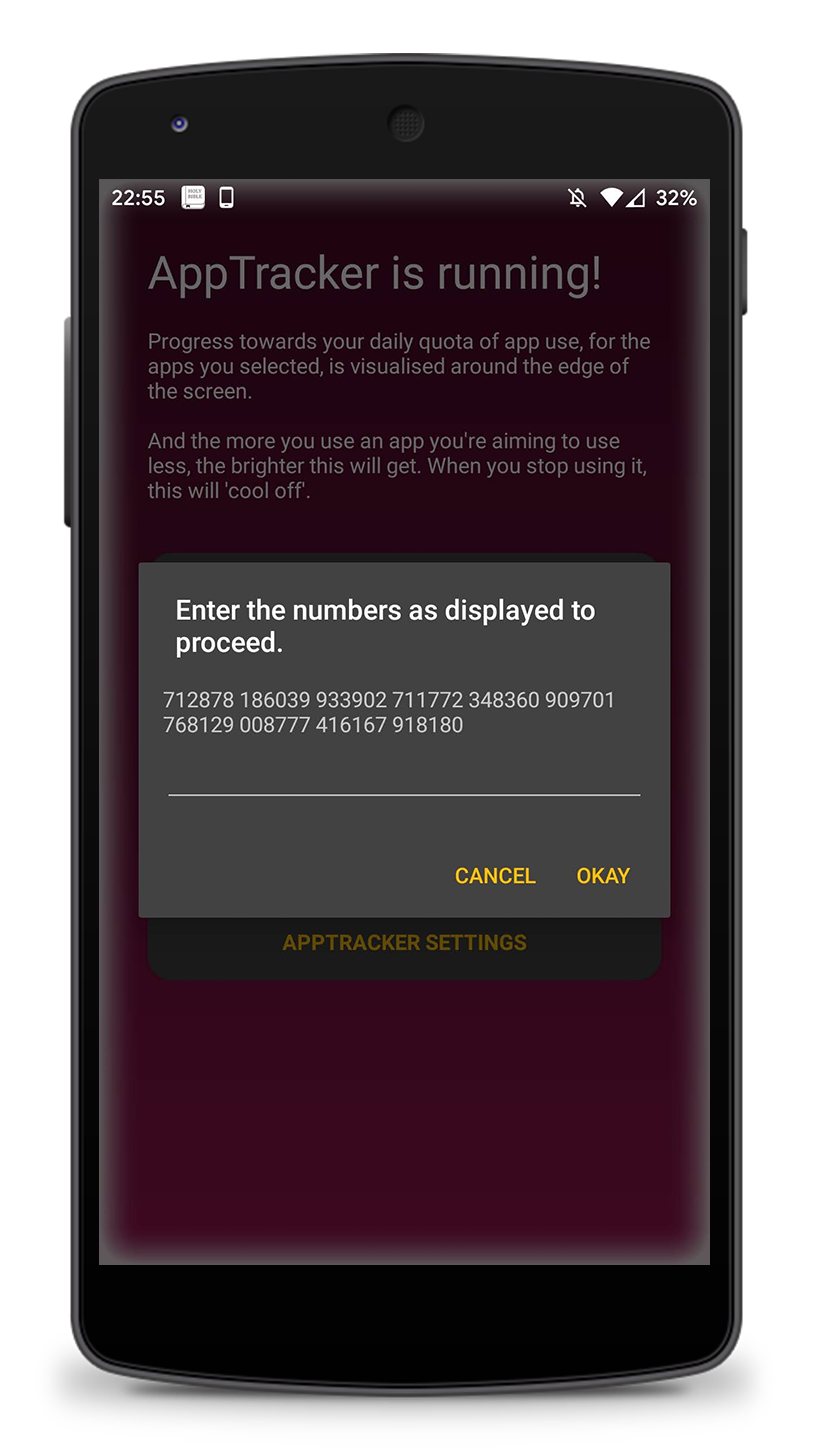 22:55 HOLY BIBLE 32%
AppTracker is running!
Progress towards your daily quota of app use, for the
apps you selected, is visualised around the edge of
the screen.
And the more you use an app you're aiming to use
less, the brighter this will get. When you stop using it,
this will 'cool off'.
Enter the numbers as displayed to
proceed.
712878 186039 933902 711772 348360 909701
768129 008777 416167 918180
CANCEL OKAY
APPTRACKER SETTINGS